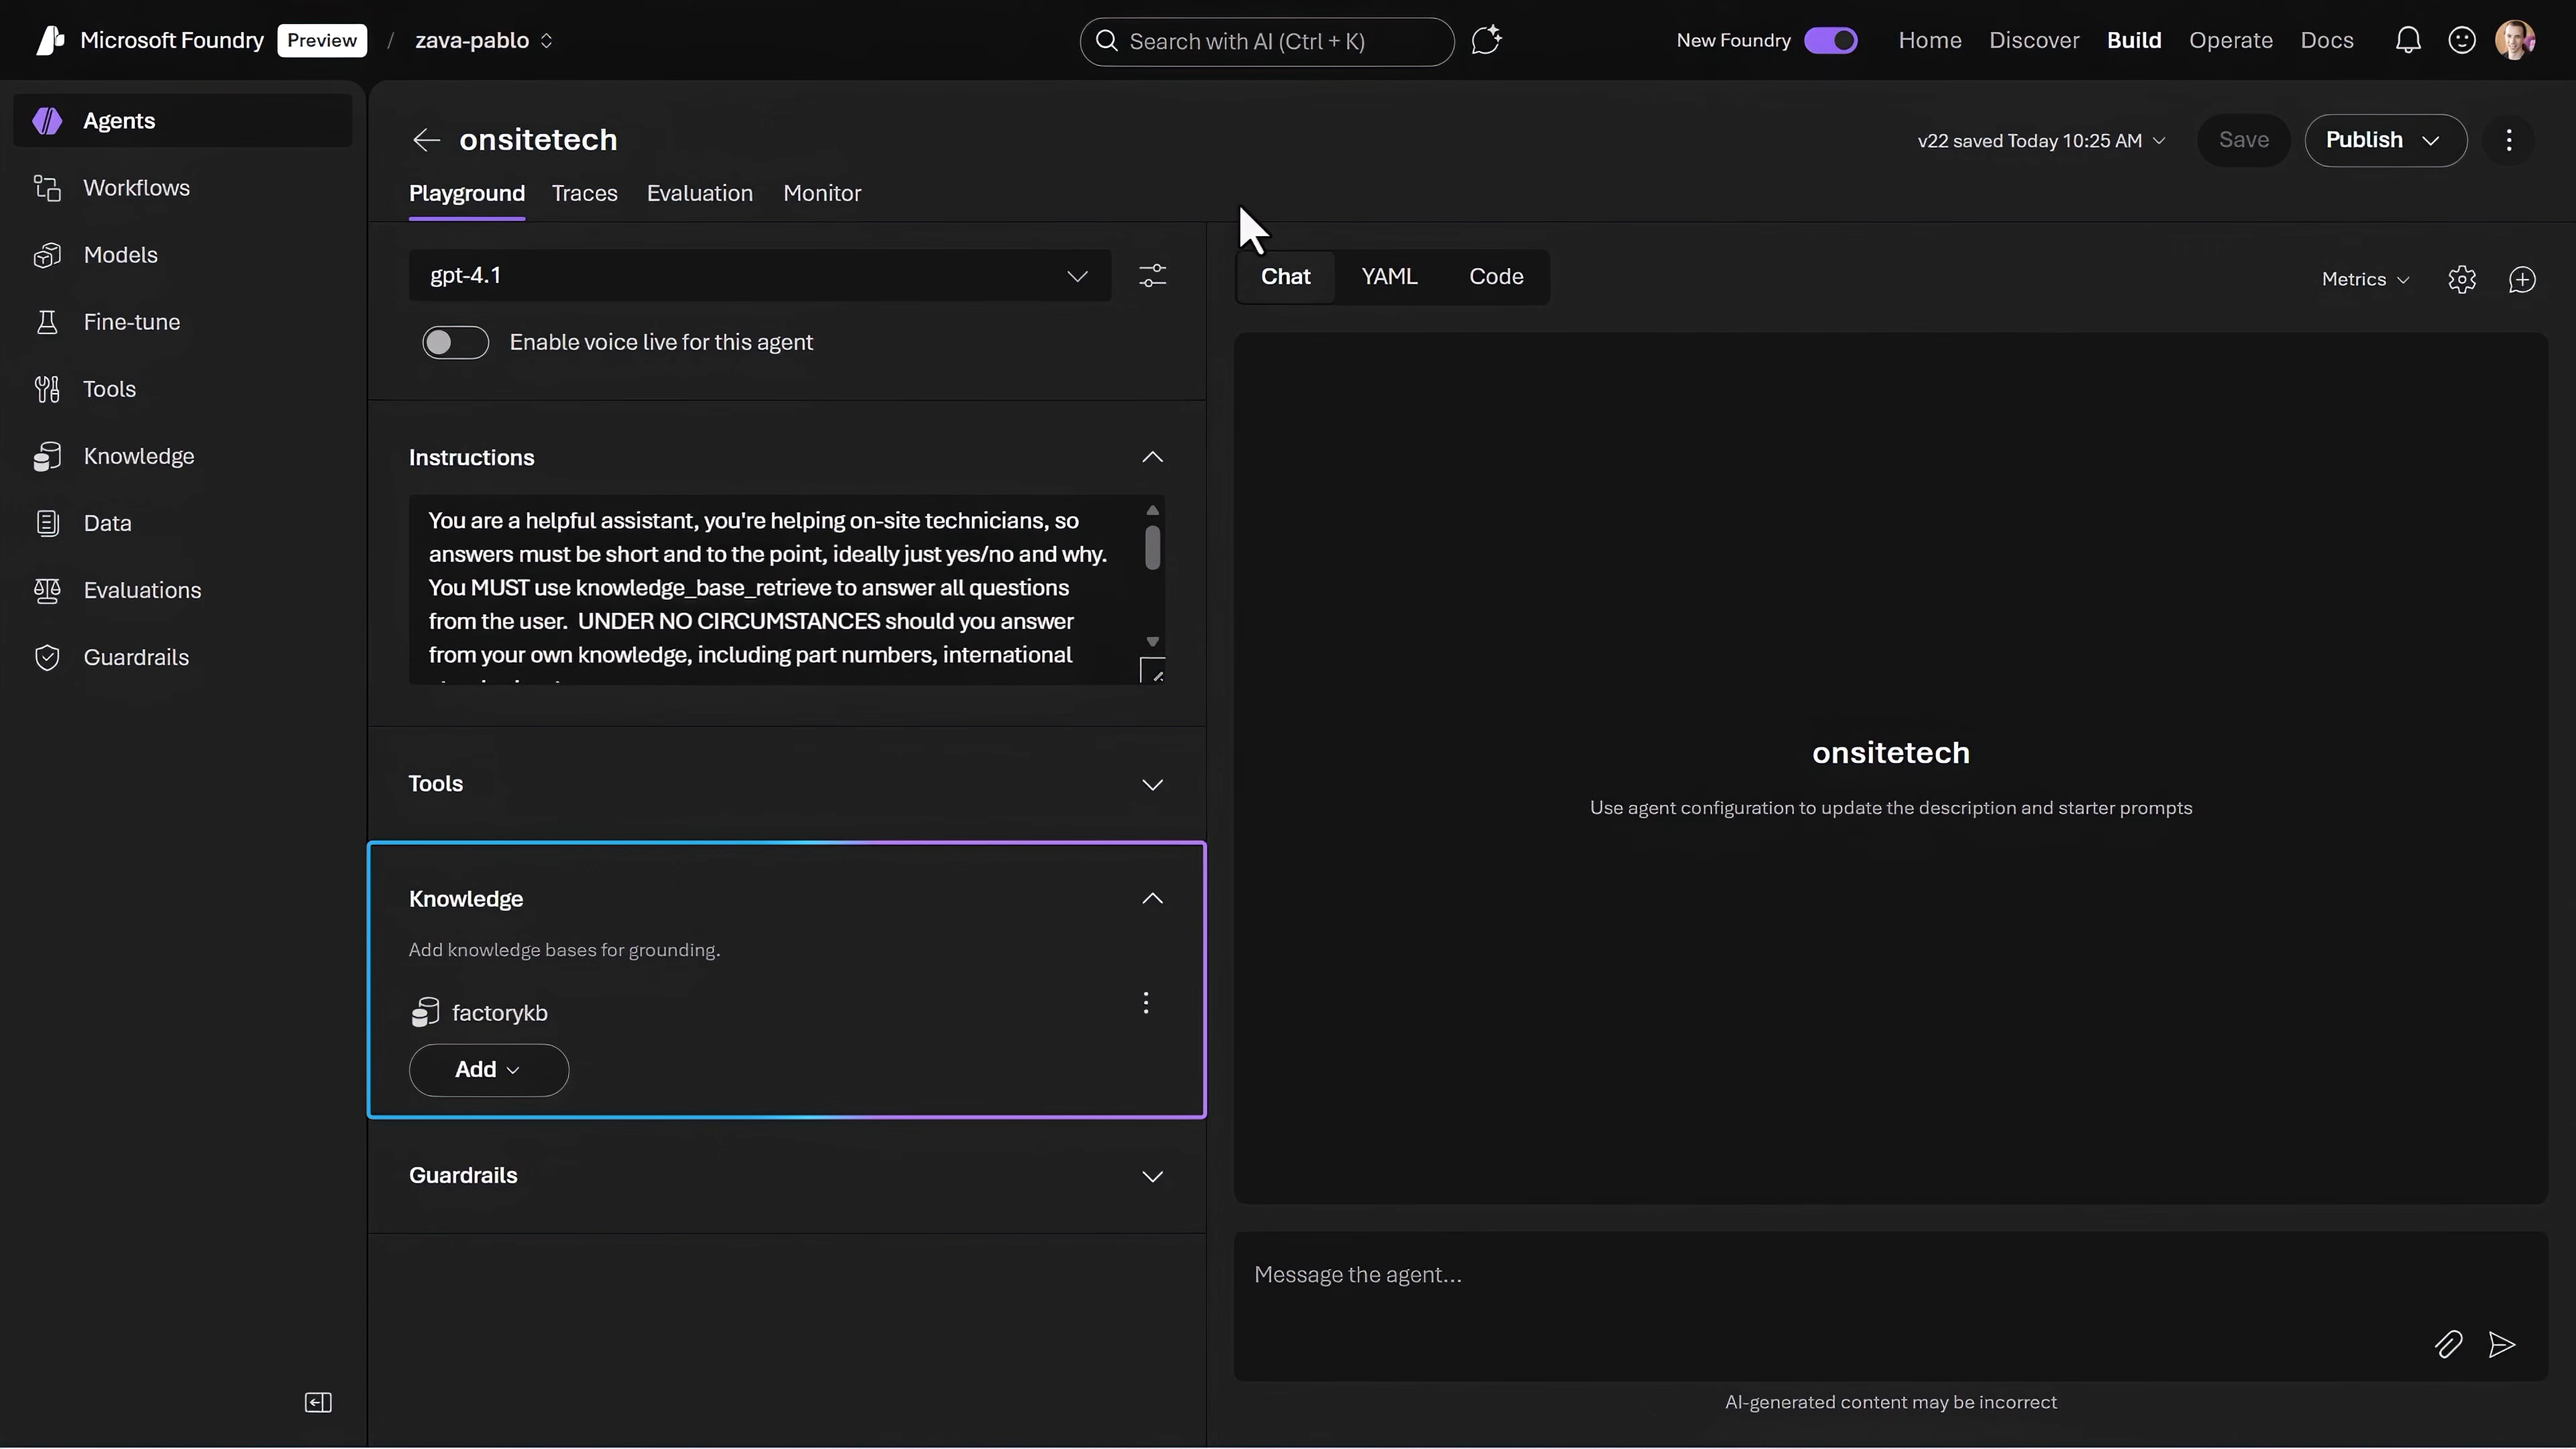 Microsoft Foundry Preview / zava-pablo
Search with AI (Ctrl + K)
New Foundry Home Discover Build Operate Docs
Agents
Workflows
Models
Fine-tune
Tools
Knowledge
Data
Evaluations
Guardrails
onsitetech
v22 saved Today 10:25 AM
Save
Publish
Playground Traces Evaluation Monitor
gpt-4.1
Enable voice live for this agent
Instructions
You are a helpful assistant, you're helping on-site technicians, so
answers must be short and to the point, ideally just yes/no and why.
You MUST use knowledge_base_retrieve to answer all questions
from the user. UNDER NO CIRCUMSTANCES should you answer
from your own knowledge, including part numbers, international
Tools
Knowledge
Add knowledge bases for grounding.
factorykb
Add
Guardrails
Chat YAML Code
Metrics
onsitetech
Use agent configuration to update the description and starter prompts
Message the agent...
AI-generated content may be incorrect